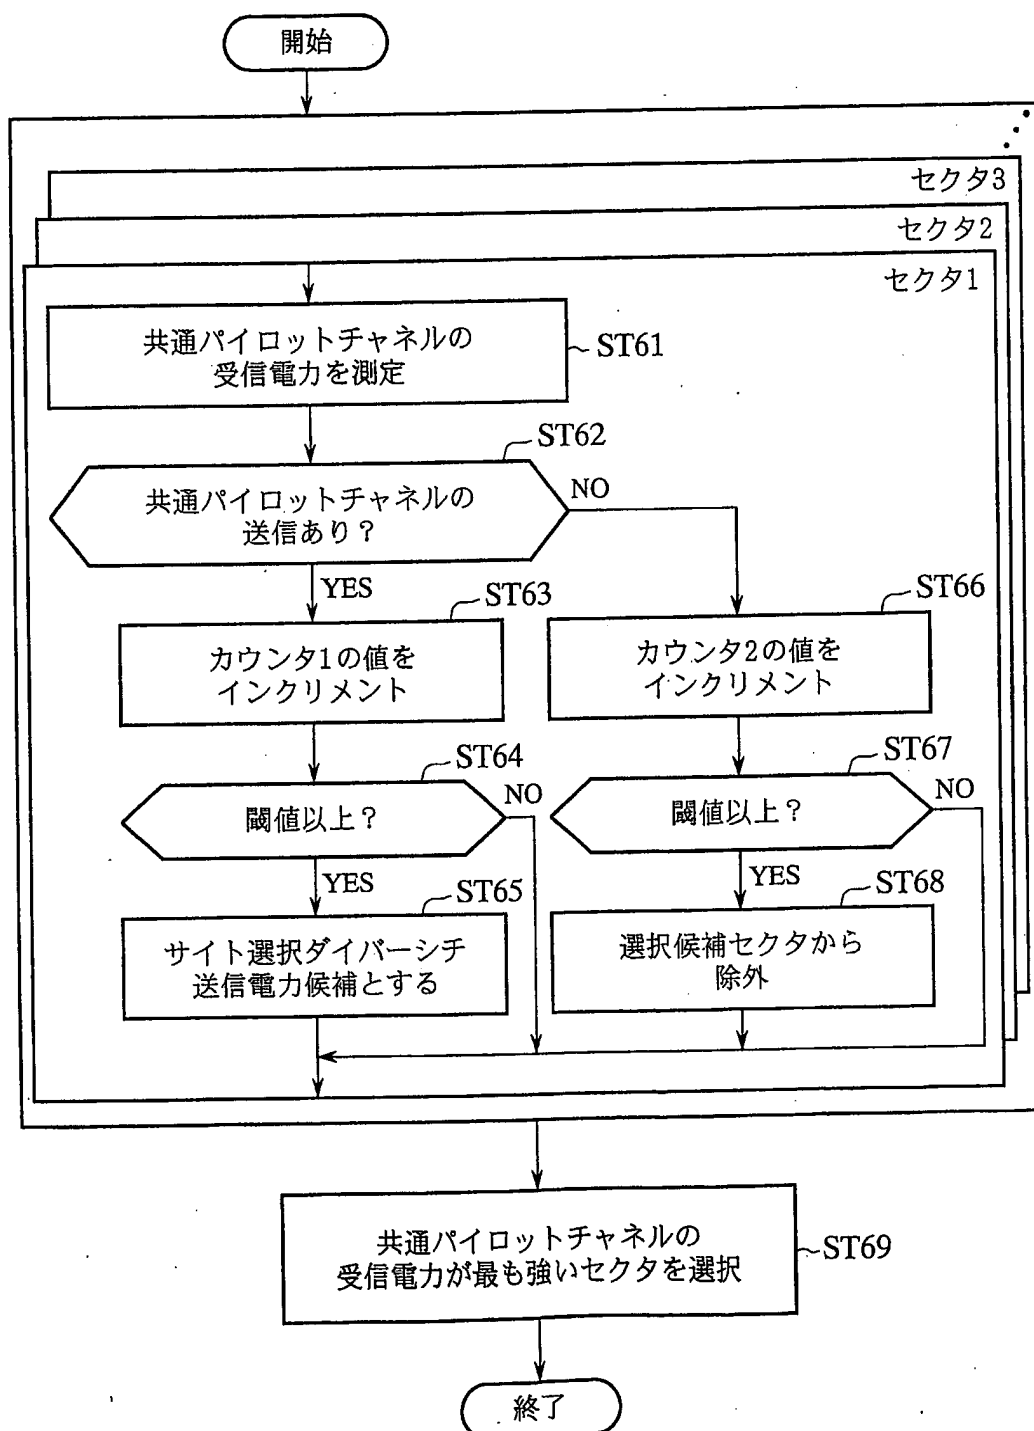 開始
セクタ3
セクタ2
セクタ1
共通パイロットチャネルの
受信電力を測定
ST61
ST62
共通パイロットチャネルの
送信あり？
NO
YES
ST63
カウンタ1の値を
インクリメント
ST66
カウンタ2の値を
インクリメント
ST64
閾値以上？
NO
ST67
閾値以上？
NO
YES
ST65
サイト選択ダイバーシチ
送信電力候補とする
YES
ST68
選択候補セクタから
除外
共通パイロットチャネルの
受信電力が最も強いセクタを選択
ST69
終了